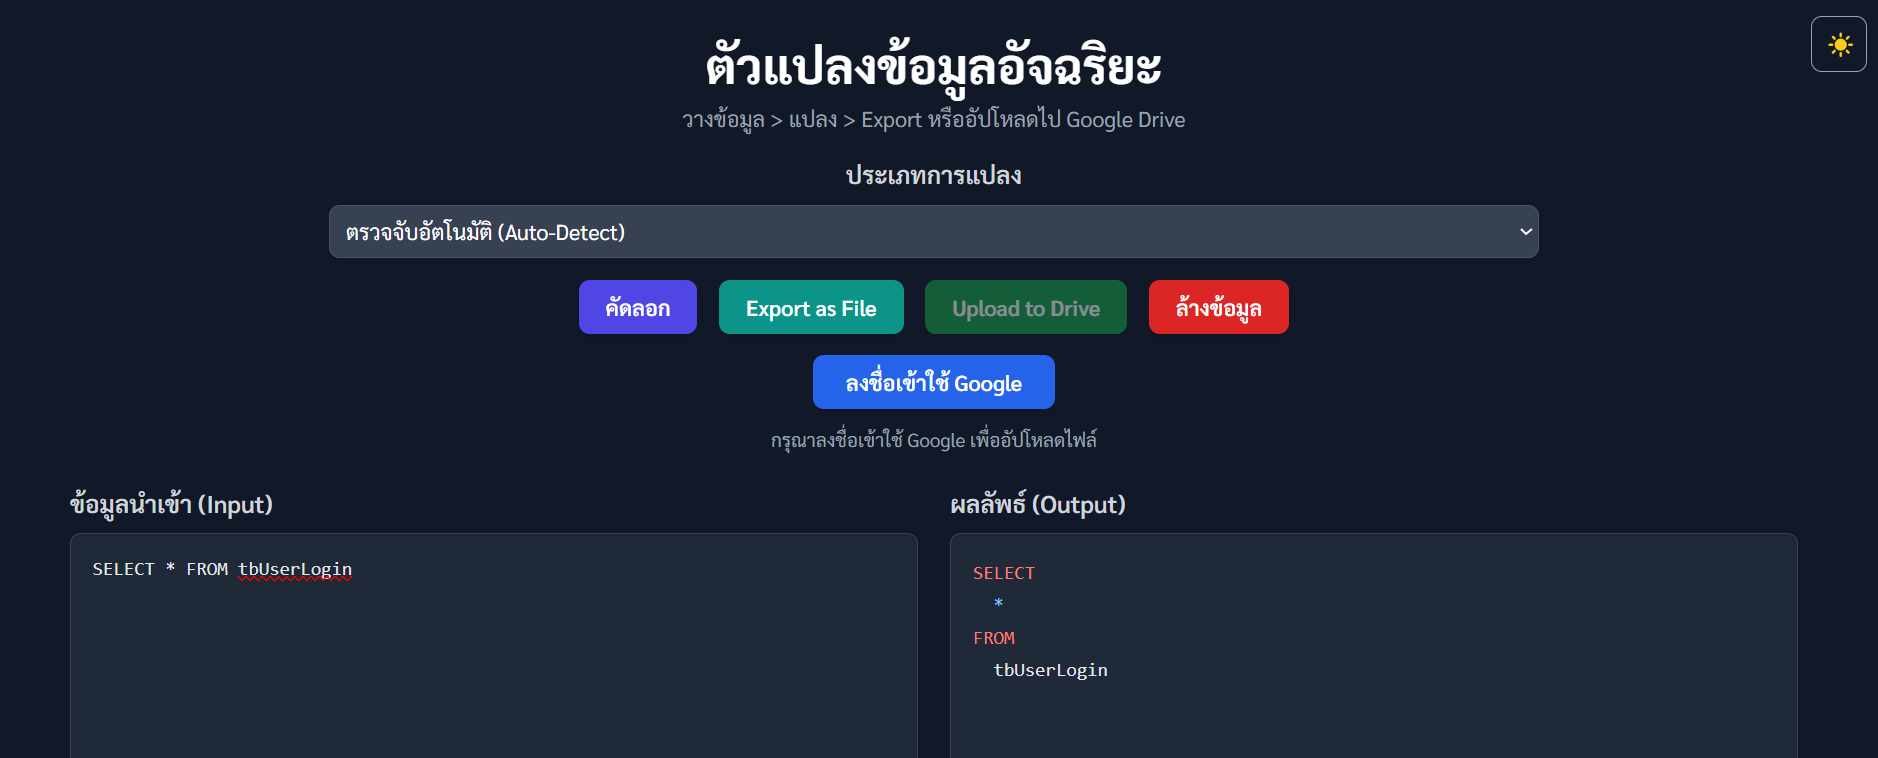 ตัวแปลงข้อมูลอัจฉริยะ
วางข้อมูล > แปลง > Export หรืออัปโหลดไป Google Drive
ประเภทการแปลง
ตรวจจับอัตโนมัติ (Auto-Detect)
คัดลอก Export as File Upload to Drive ล้างข้อมูล
ลงชื่อเข้าใช้ Google
กรุณาลงชื่อเข้าใช้ Google เพื่ออัปโหลดไฟล์
ข้อมูลนำเข้า (Input)
SELECT * FROM tbUserLogin
ผลลัพธ์ (Output)
SELECT
*
FROM
tbUserLogin